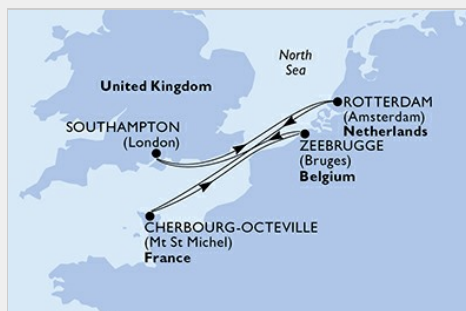 North
Sea
United Kingdom
ROTTERDAM
(Amsterdam)
Netherlands
SOUTHAMPTON
(London)
ZEEBRUGGE
(Bruges)
Belgium
CHERBOURG-OCTEVILLE
(Mt St Michel)
France